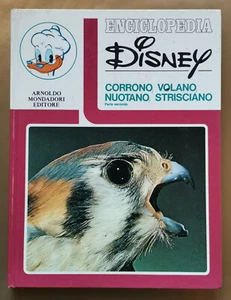 ENCICLOPEDIA
DISNEY
CORRONO VOLANO
NUOTANO STRISCIANO
Parte seconda
ARNOLDO
MONDADORI
EDITORE